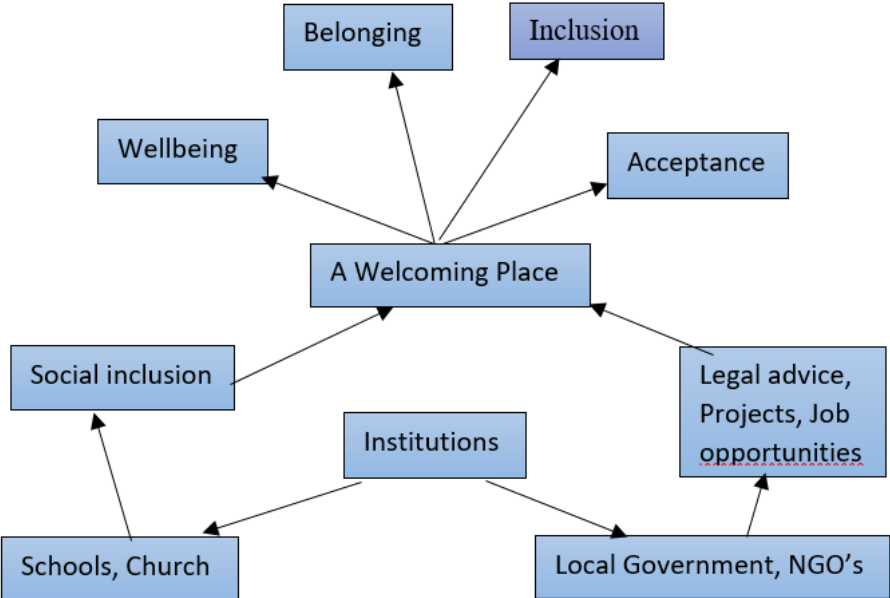 Belonging
Inclusion
Wellbeing
Acceptance
A Welcoming Place
Social inclusion
Legal advice,
Projects, Job
opportunities
Institutions
Schools, Church
Local Government, NGO's